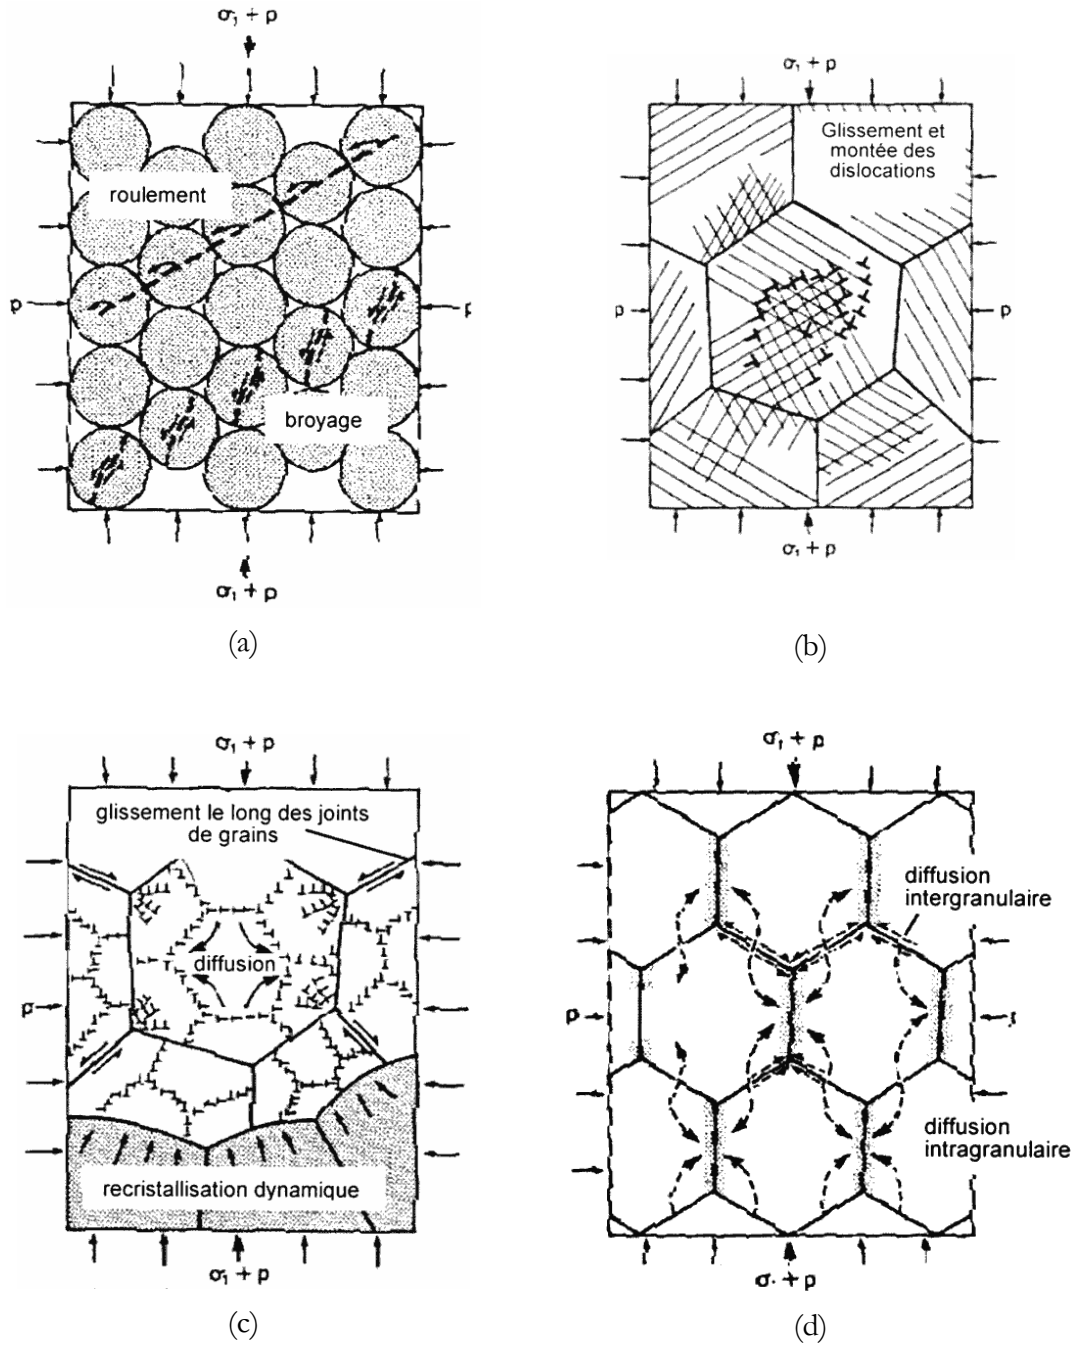 σ₁ + p
roulement
broyage
p
p
σ₁ + p
(a)
σ₁ + p
Glissement et
montée des
dislocations
p
p
σ₁ + p
(b)
σ₁ + p
glissement le long des joints
de grains
diffusion
p
recristallisation dynamique
σ₁ + p
(c)
σ₁ + p
diffusion
intergranulaire
p
diffusion
intragranulaire
σ· + p
(d)